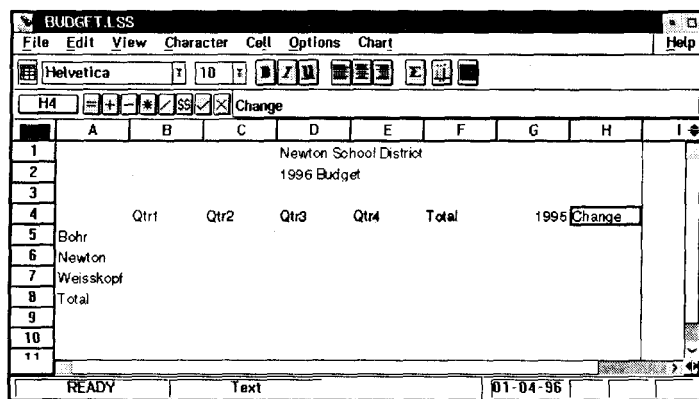 BUDGET.LSS
File Edit View Character Cell Options Chart Help
Helvetica 10 B I U Σ
H4 = + - * / $$ Change
A B C D E F G H I
1 Newton School District
2 1996 Budget
3
4 Qtr1 Qtr2 Qtr3 Qtr4 Total 1995 Change
5 Bohr
6 Newton
7 Weisskopf
8 Total
9
10
11
READY Text 01-04-96